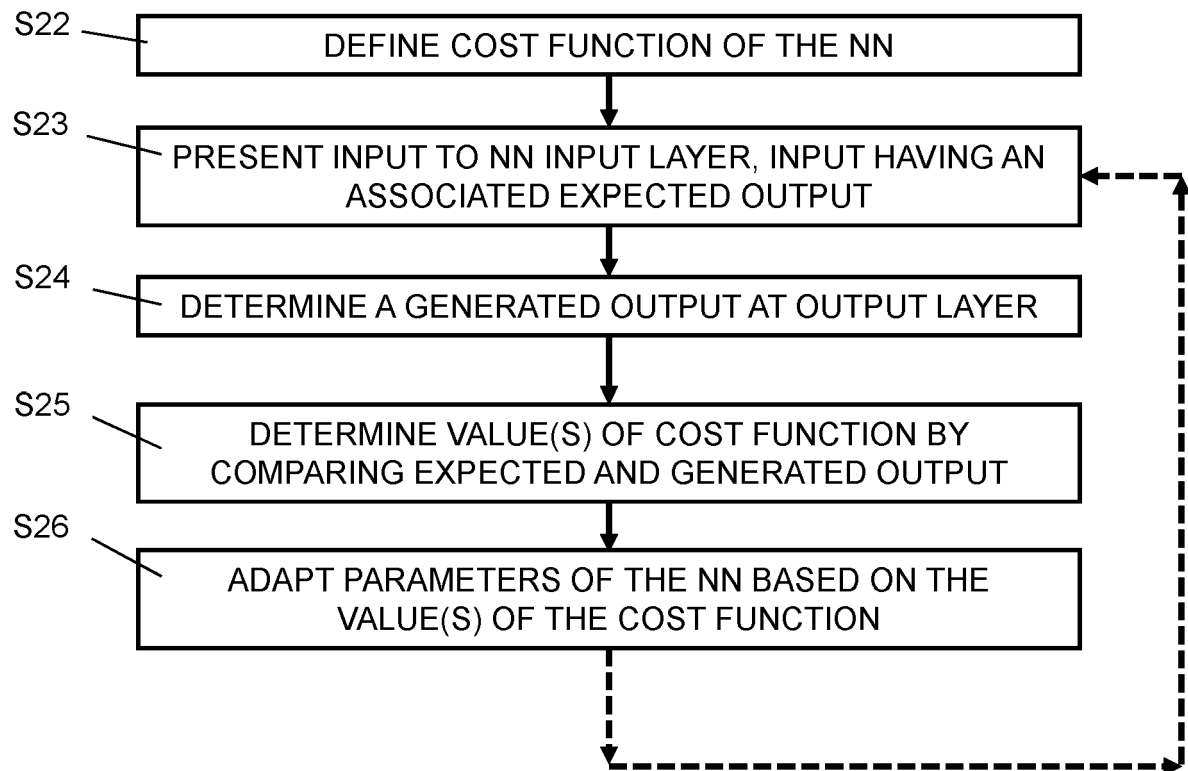 S22
DEFINE COST FUNCTION OF THE NN
S23
PRESENT INPUT TO NN INPUT LAYER, INPUT HAVING AN
ASSOCIATED EXPECTED OUTPUT
S24
DETERMINE A GENERATED OUTPUT AT OUTPUT LAYER
S25
DETERMINE VALUE(S) OF COST FUNCTION BY
COMPARING EXPECTED AND GENERATED OUTPUT
S26
ADAPT PARAMETERS OF THE NN BASED ON THE
VALUE(S) OF THE COST FUNCTION